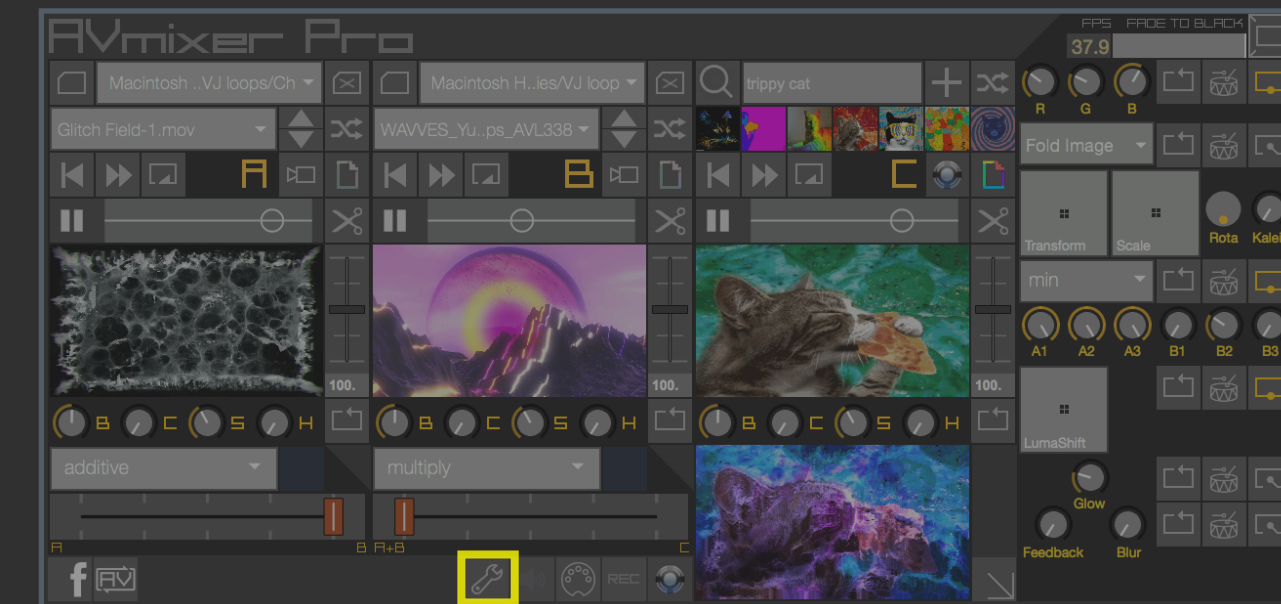 AVmixer Pro
FPS FADE TO BLACK
37.9
Macintosh ..VJ loops/Ch
Macintosh H..ies/VJ loop
trippy cat
R G B
Glitch Field-1.mov
WAVVES_Yu..ps_AVL338
Fold Image
A
B
C
Transform
Scale
Rota
Kalei
min
A1 A2 A3 B1 B2 B3
100.
100.
100.
B C S H
B C S H
B C S H
LumaShift
additive
multiply
Glow
A B
A+B C
Feedback
Blur
f
AV
REC